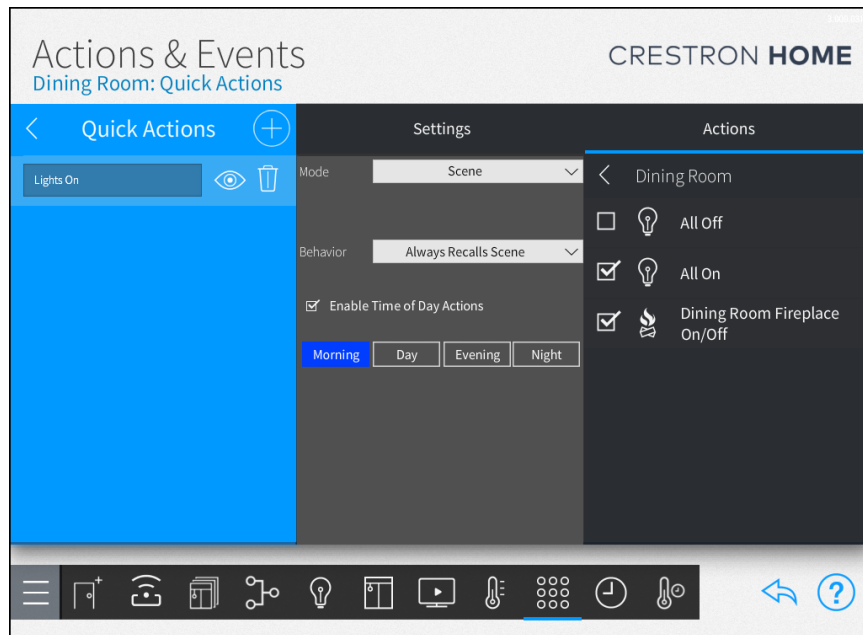 Actions & Events
Dining Room: Quick Actions
CRESTRON HOME
Quick Actions
Settings
Actions
Lights On
Mode
Scene
Behavior
Always Recalls Scene
Enable Time of Day Actions
Morning
Day
Evening
Night
Dining Room
All Off
All On
Dining Room Fireplace
On/Off
?